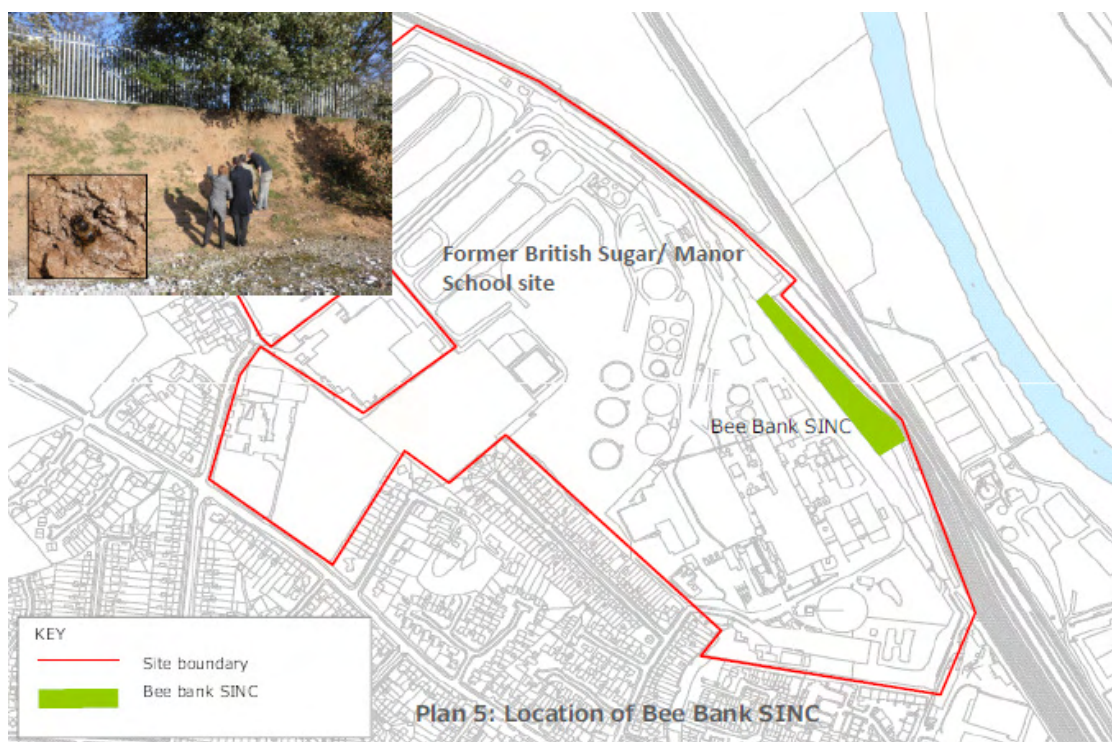 Former British Sugar/ Manor
School site
Bee Bank SINC
KEY
Site boundary
Bee bank SINC
Plan 5: Location of Bee Bank SINC